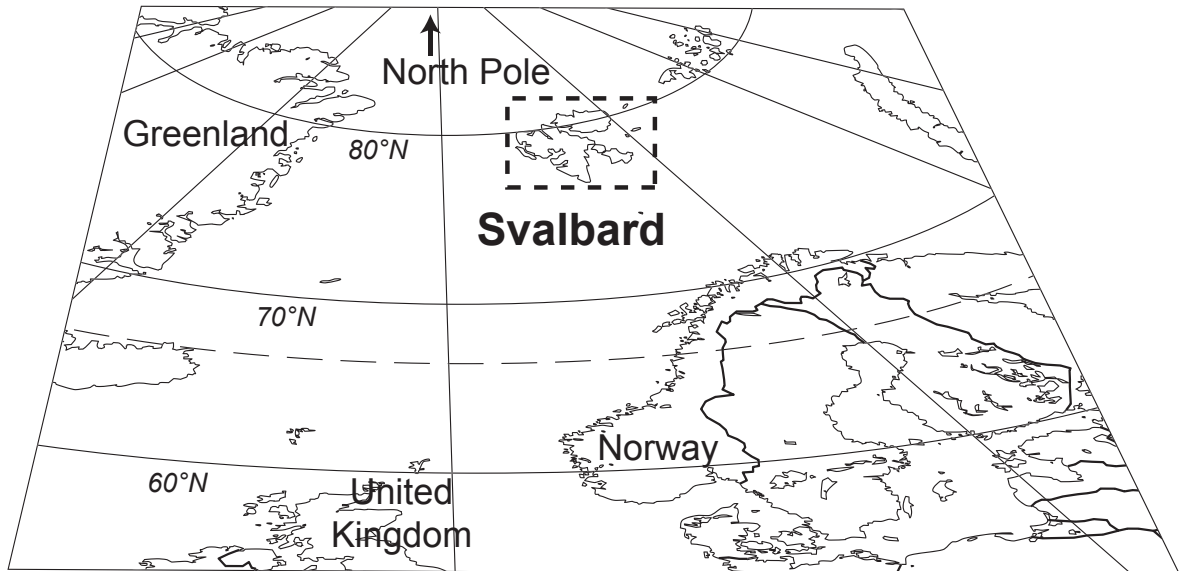 North Pole
Greenland
80°N
Svalbard
70°N
Norway
60°N
United
Kingdom